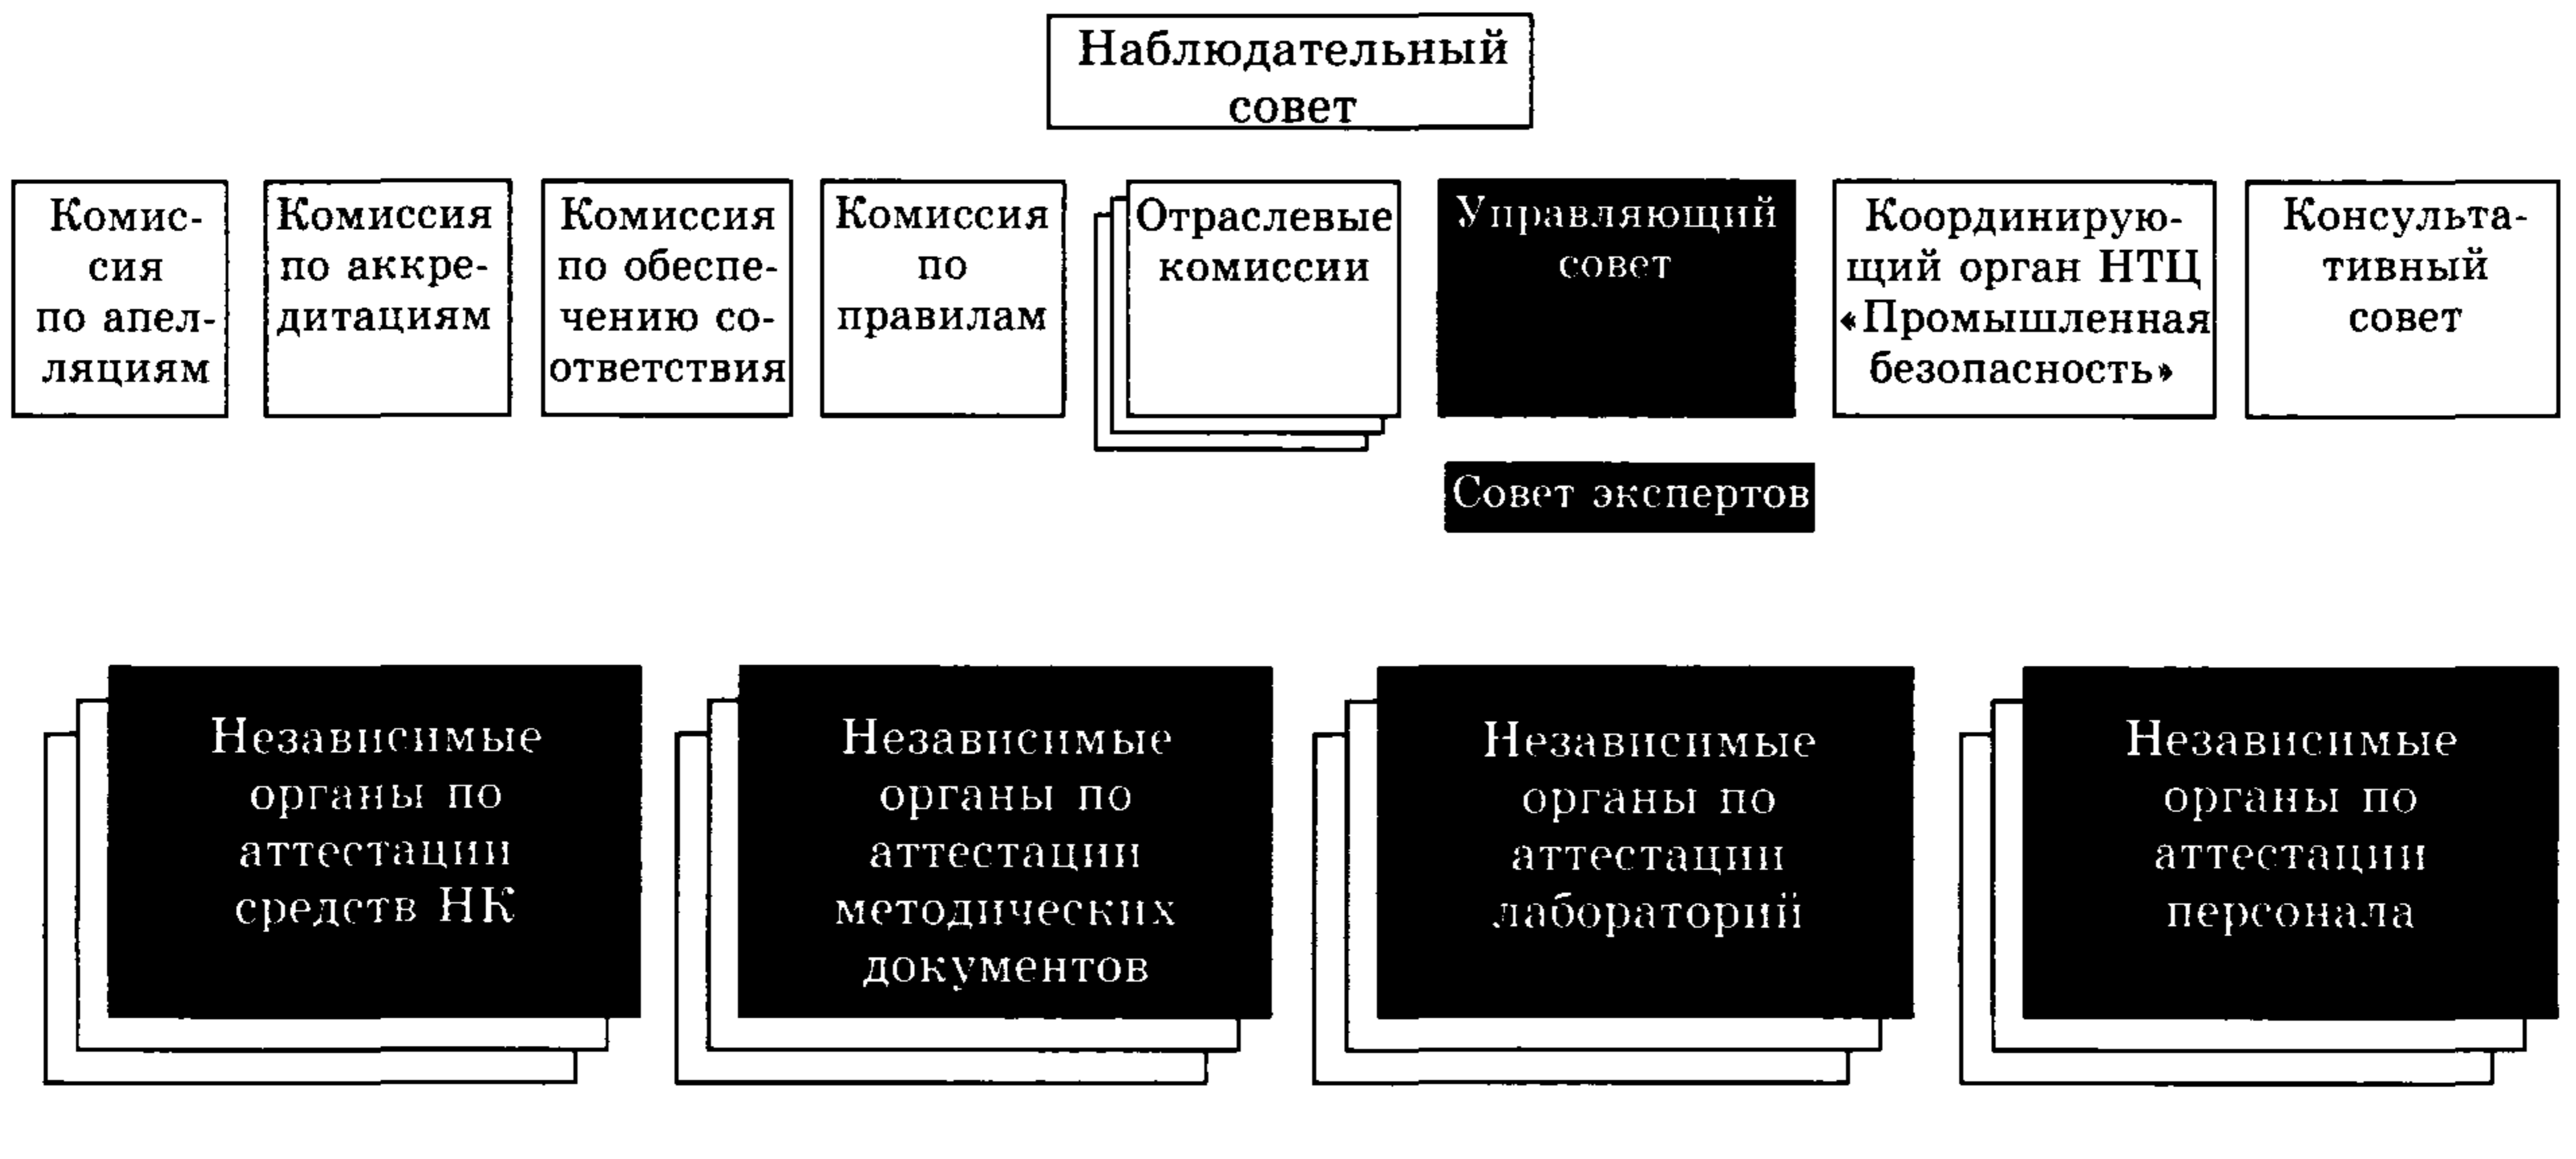 Наблюдательный
совет
Комис-
сия
по апел-
ляциям
Комиссия
по аккре-
дитациям
Комиссия
по обеспе-
чению со-
ответствия
Комиссия
по
правилам
Отраслевые
комиссии
Управляющий
совет
Координирую-
щий орган НТЦ
«Промышленная
безопасность»
Консульта-
тивный
совет
Совет экспертов
Независимые
органы по
аттестации
средств НК
Независимые
органы по
аттестации
методических
документов
Независимые
органы по
аттестации
лабораторий
Независимые
органы по
аттестации
персонала